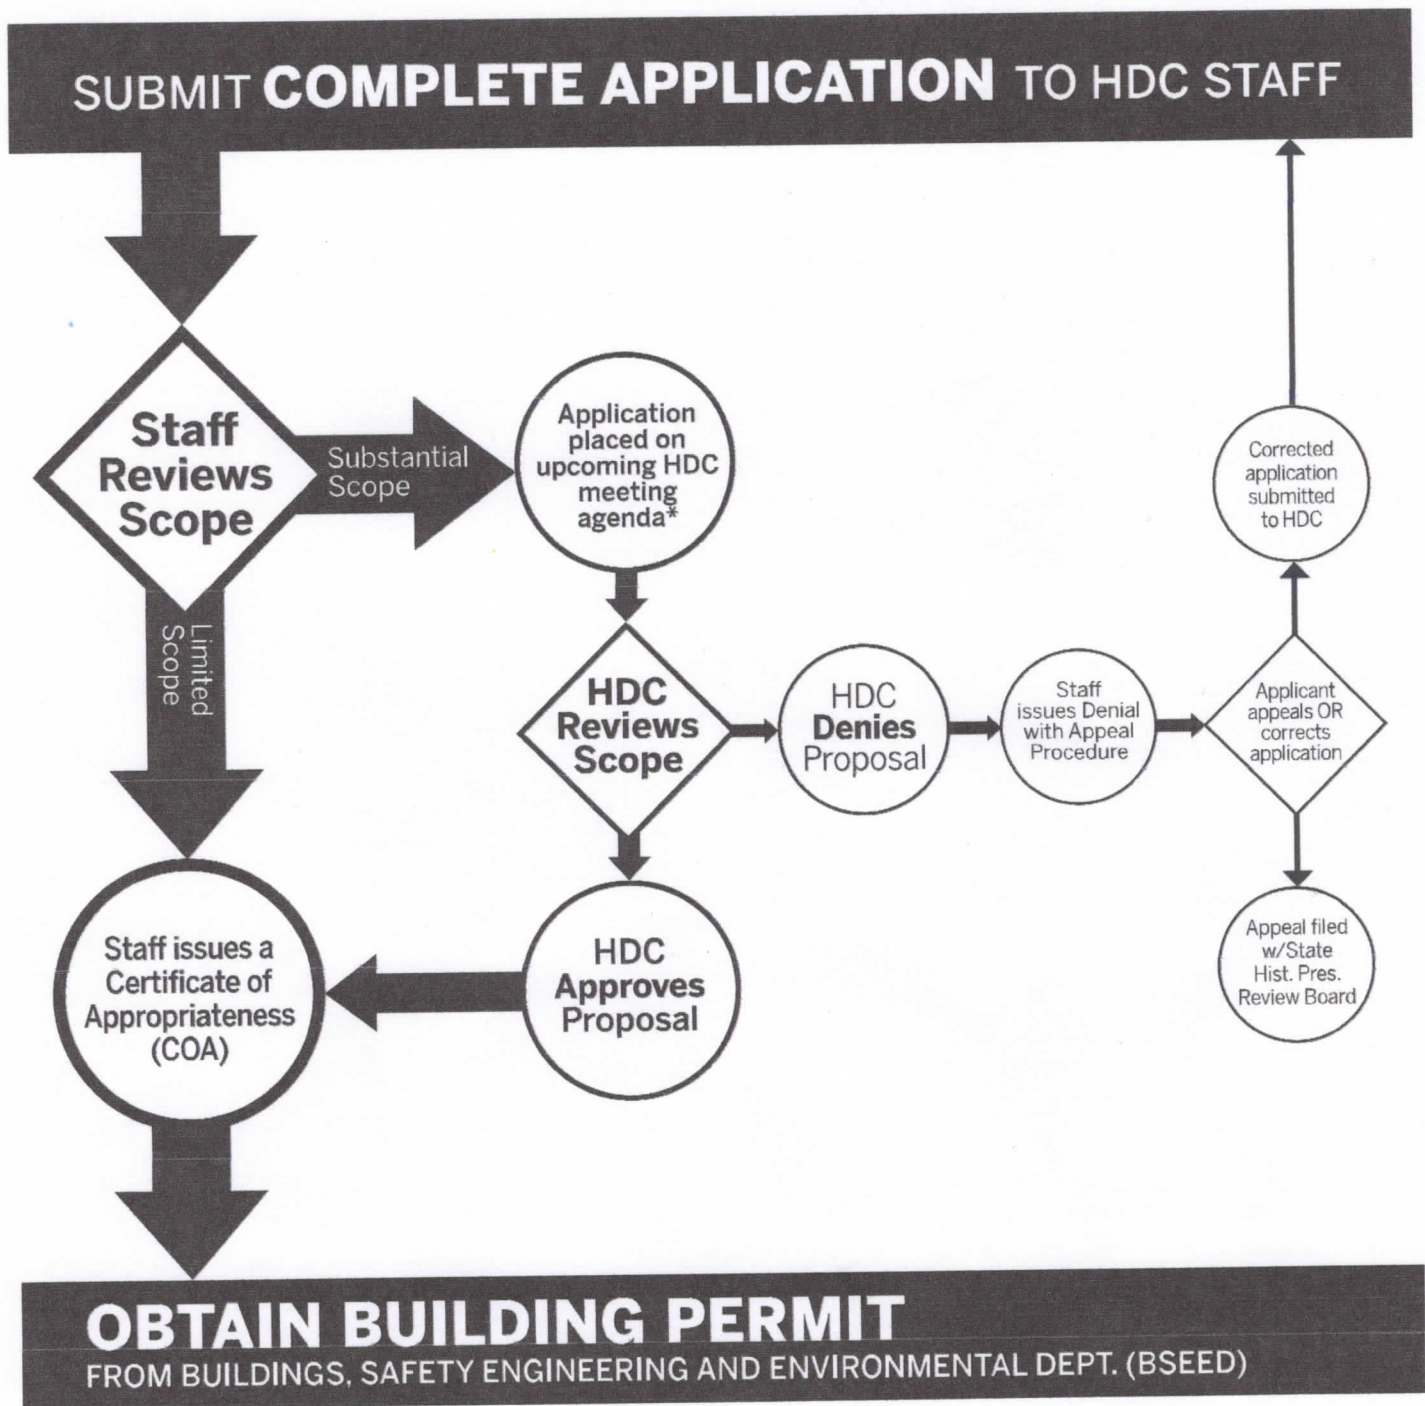 SUBMIT COMPLETE APPLICATION TO HDC STAFF
Staff
Reviews
Scope
Substantial
Scope
Application
placed on
upcoming HDC
meeting
agenda*
Corrected
application
submitted
to HDC
Limited
Scope
HDC
Reviews
Scope
HDC
Denies
Proposal
Staff
issues Denial
with Appeal
Procedure
Applicant
appeals OR
corrects
application
Staff issues a
Certificate of
Appropriateness
(COA)
HDC
Approves
Proposal
Appeal filed
w/State
Hist. Pres.
Review Board
OBTAIN BUILDING PERMIT
FROM BUILDINGS, SAFETY ENGINEERING AND ENVIRONMENTAL DEPT. (BSEED)